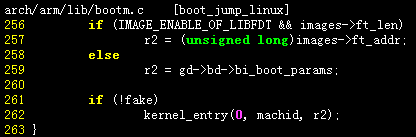 arch/arm/lib/bootm.c [boot_jump_linux]
256 if (IMAGE_ENABLE_OF_LIBFDT && images->ft_len)
257 r2 = (unsigned long)images->ft_addr;
258 else
259 r2 = gd->bd->bi_boot_params;
260
261 if (!fake)
262 kernel_entry(0, machid, r2);
263 }